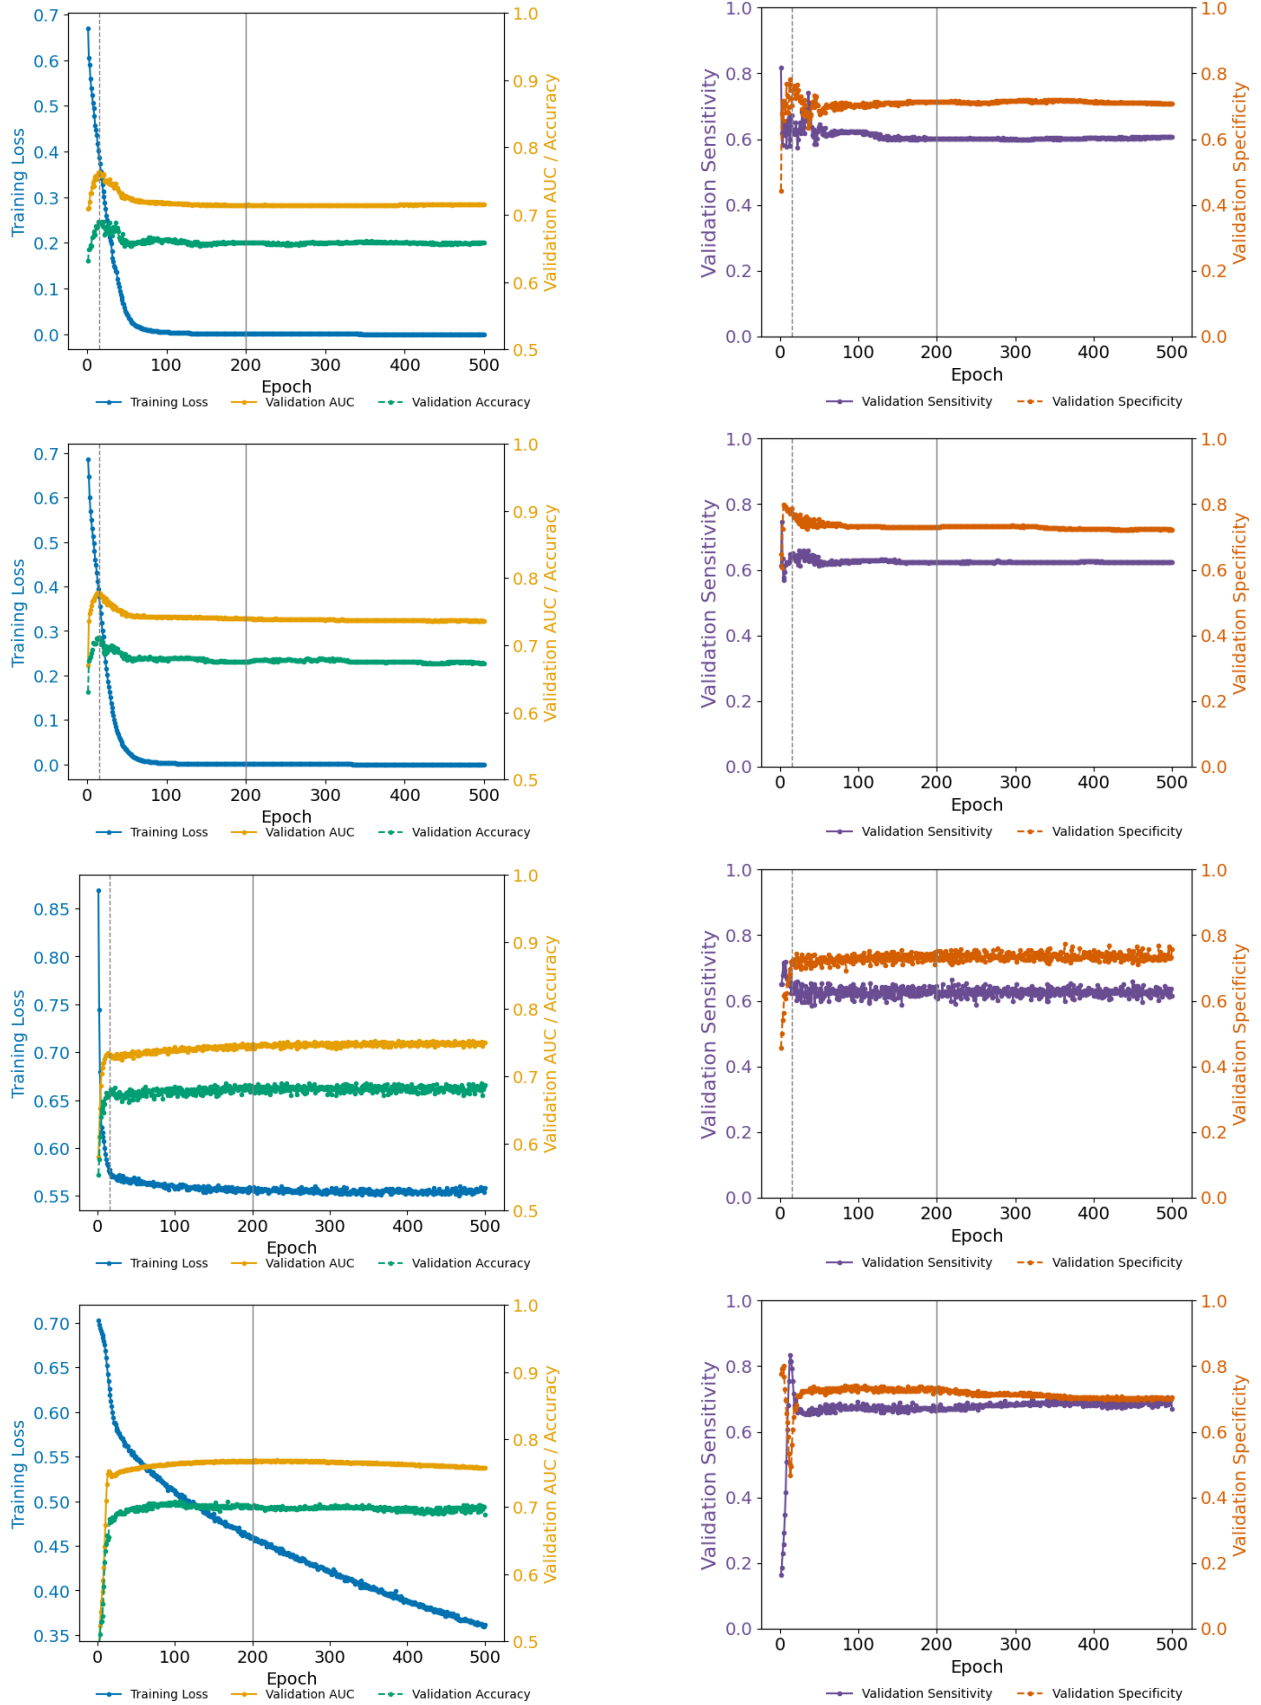 0.7
0.6
0.5
0.4
0.3
0.2
0.1
0.0
Training Loss
1.0
0.9
0.8
0.7
0.6
0.5
Validation AUC / Accuracy
0 100 200 300 400 500
Epoch
Training Loss Validation AUC Validation Accuracy
1.0
0.8
0.6
0.4
0.2
0.0
Validation Sensitivity
1.0
0.8
0.6
0.4
0.2
0.0
Validation Specificity
0 100 200 300 400 500
Epoch
Validation Sensitivity Validation Specificity
0.7
0.6
0.5
0.4
0.3
0.2
0.1
0.0
Training Loss
1.0
0.9
0.8
0.7
0.6
0.5
Validation AUC / Accuracy
0 100 200 300 400 500
Epoch
Training Loss Validation AUC Validation Accuracy
1.0
0.8
0.6
0.4
0.2
0.0
Validation Sensitivity
1.0
0.8
0.6
0.4
0.2
0.0
Validation Specificity
0 100 200 300 400 500
Epoch
Validation Sensitivity Validation Specificity
0.85
0.80
0.75
0.70
0.65
0.60
0.55
Training Loss
1.0
0.9
0.8
0.7
0.6
0.5
Validation AUC / Accuracy
0 100 200 300 400 500
Epoch
Training Loss Validation AUC Validation Accuracy
1.0
0.8
0.6
0.4
0.2
0.0
Validation Sensitivity
1.0
0.8
0.6
0.4
0.2
0.0
Validation Specificity
0 100 200 300 400 500
Epoch
Validation Sensitivity Validation Specificity
0.70
0.65
0.60
0.55
0.50
0.45
0.40
0.35
Training Loss
1.0
0.9
0.8
0.7
0.6
0.5
Validation AUC / Accuracy
0 100 200 300 400 500
Epoch
Training Loss Validation AUC Validation Accuracy
1.0
0.8
0.6
0.4
0.2
0.0
Validation Sensitivity
1.0
0.8
0.6
0.4
0.2
0.0
Validation Specificity
0 100 200 300 400 500
Epoch
Validation Sensitivity Validation Specificity